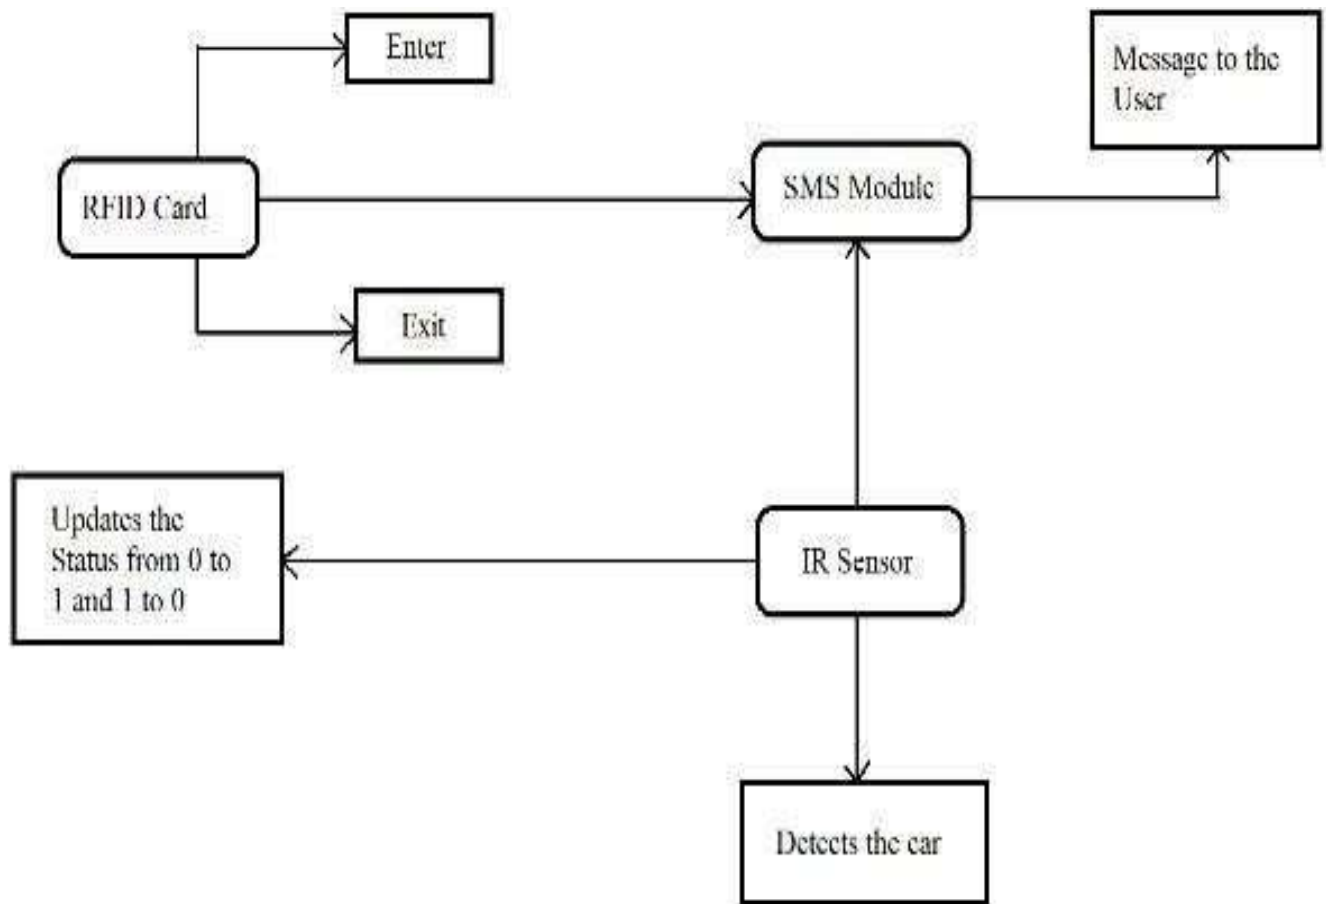 Enter
Message to the
User
RFID Card
SMS Module
Exit
Updates the
Status from 0 to
1 and 1 to 0
IR Sensor
Detects the car